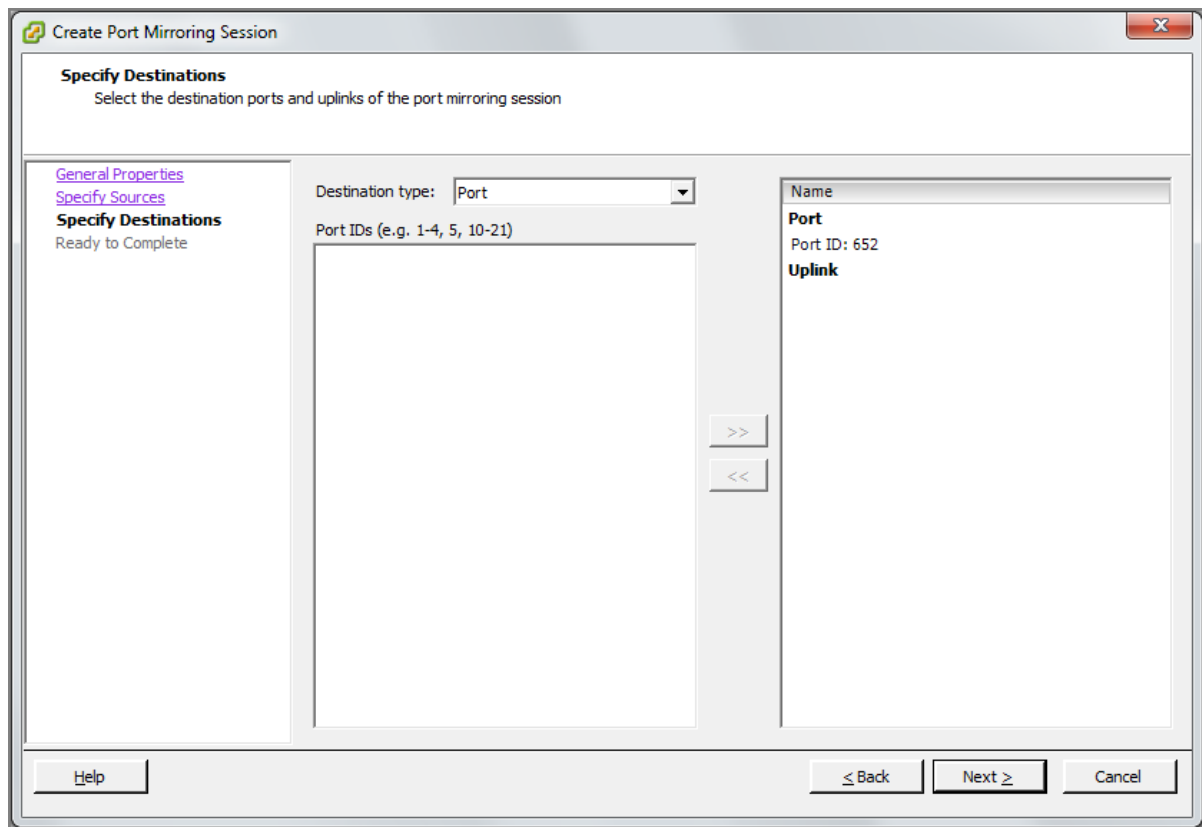 Create Port Mirroring Session
X
Specify Destinations
Select the destination ports and uplinks of the port mirroring session
General Properties
Specify Sources
Specify Destinations
Ready to Complete
Destination type: Port
Port IDs (e.g. 1-4, 5, 10-21)
>>
<<
Name
Port
Port ID: 652
Uplink
Help
< Back
Next >
Cancel